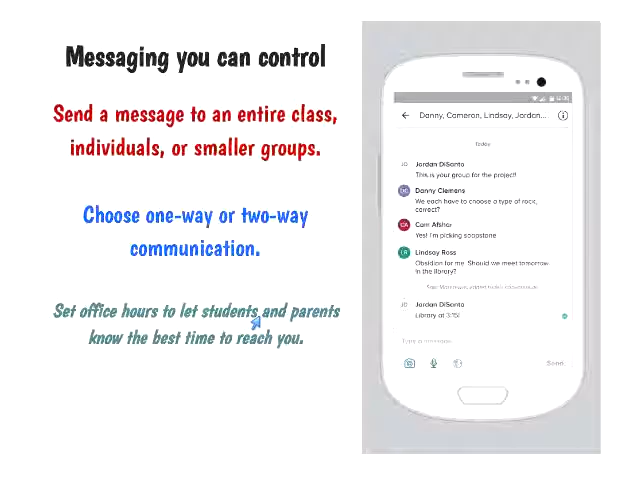 Messaging you can control
Send a message to an entire class,
individuals, or smaller groups.
Choose one-way or two-way
communication.
Set office hours to let students and parents
know the best time to reach you.
Danny, Cameron, Lindsay, Jordan...
Today
JD Jordan DiSanto
This is your group for the project!
DC Danny Clemens
We each have to choose a type of rock,
correct?
CA Cam Afshar
Yes! I'm picking soapstone
LR Lindsay Ross
Obsidian for me. Should we meet tomorrow
in the library?
JD Jordan DiSanto
Library at 3:15!
Type a message
Send